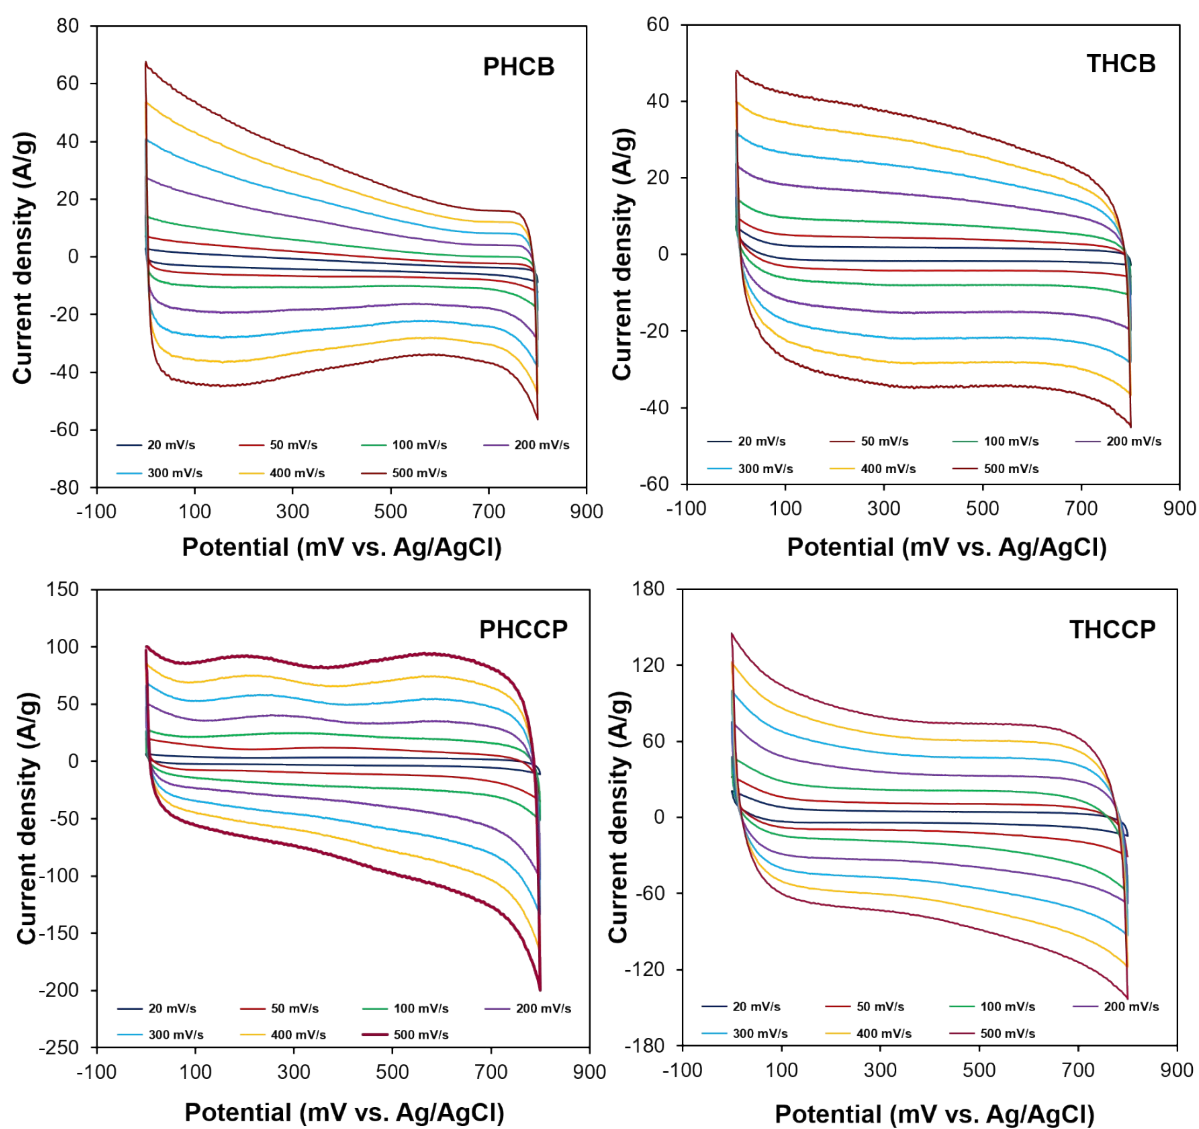 PHCB
Current density (A/g)
80
60
40
20
0
-20
-40
-60
-80
20 mV/s 50 mV/s 100 mV/s 200 mV/s
300 mV/s 400 mV/s 500 mV/s
-100 100 300 500 700 900
Potential (mV vs. Ag/AgCl)
THCB
Current density (A/g)
60
40
20
0
-20
-40
-60
20 mV/s 50 mV/s 100 mV/s 200 mV/s
300 mV/s 400 mV/s 500 mV/s
-100 100 300 500 700 900
Potential (mV vs. Ag/AgCl)
PHCCP
Current density (A/g)
150
100
50
0
-50
-100
-150
-200
-250
20 mV/s 50 mV/s 100 mV/s 200 mV/s
300 mV/s 400 mV/s 500 mV/s
-100 100 300 500 700 900
Potential (mV vs. Ag/AgCl)
THCCP
Current density (A/g)
180
120
60
0
-60
-120
-180
20 mV/s 50 mV/s 100 mV/s 200 mV/s
300 mV/s 400 mV/s 500 mV/s
-100 100 300 500 700 900
Potential (mV vs. Ag/AgCl)